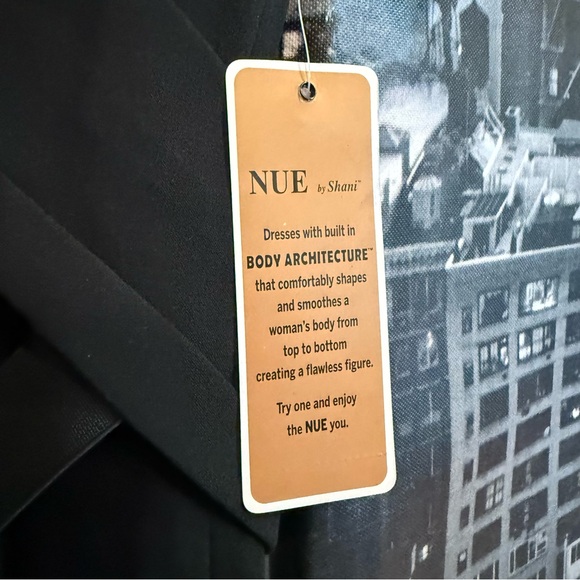 NUE by Shani™
Dresses with built in
BODY ARCHITECTURE™
that comfortably shapes
and smoothes a
woman's body from
top to bottom
creating a flawless figure.
Try one and enjoy
the NUE you.